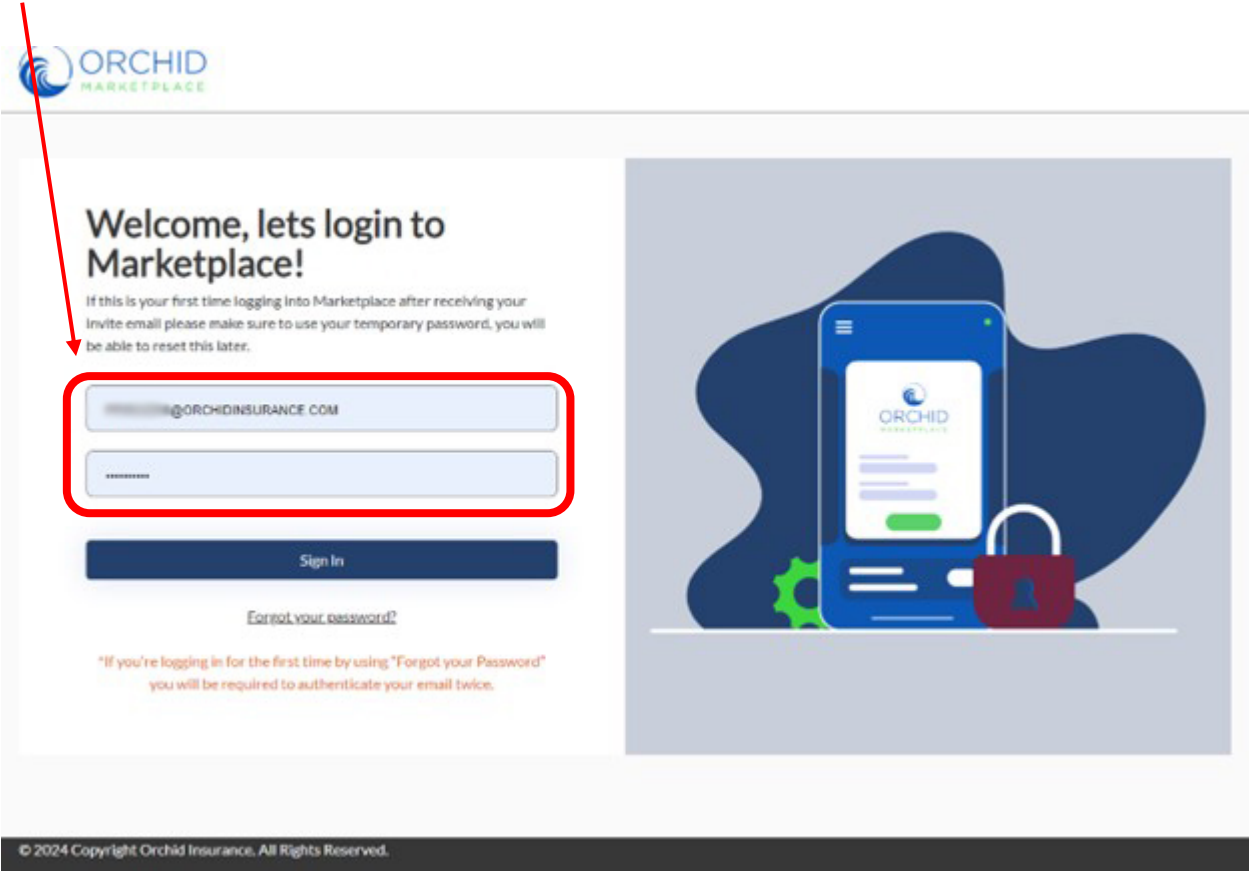 ORCHID
MARKETPLACE
Welcome, lets login to
Marketplace!
If this is your first time logging into Marketplace after receiving your
invite email please make sure to use your temporary password, you will
be able to reset this later.
@ORCHIDINSURANCE.COM
ORCHID
MARKETPLACE
Sign In
Forgot your password?
*If you're logging in for the first time by using "Forgot your Password"
you will be required to authenticate your email twice.
© 2024 Copyright Orchid Insurance. All Rights Reserved.